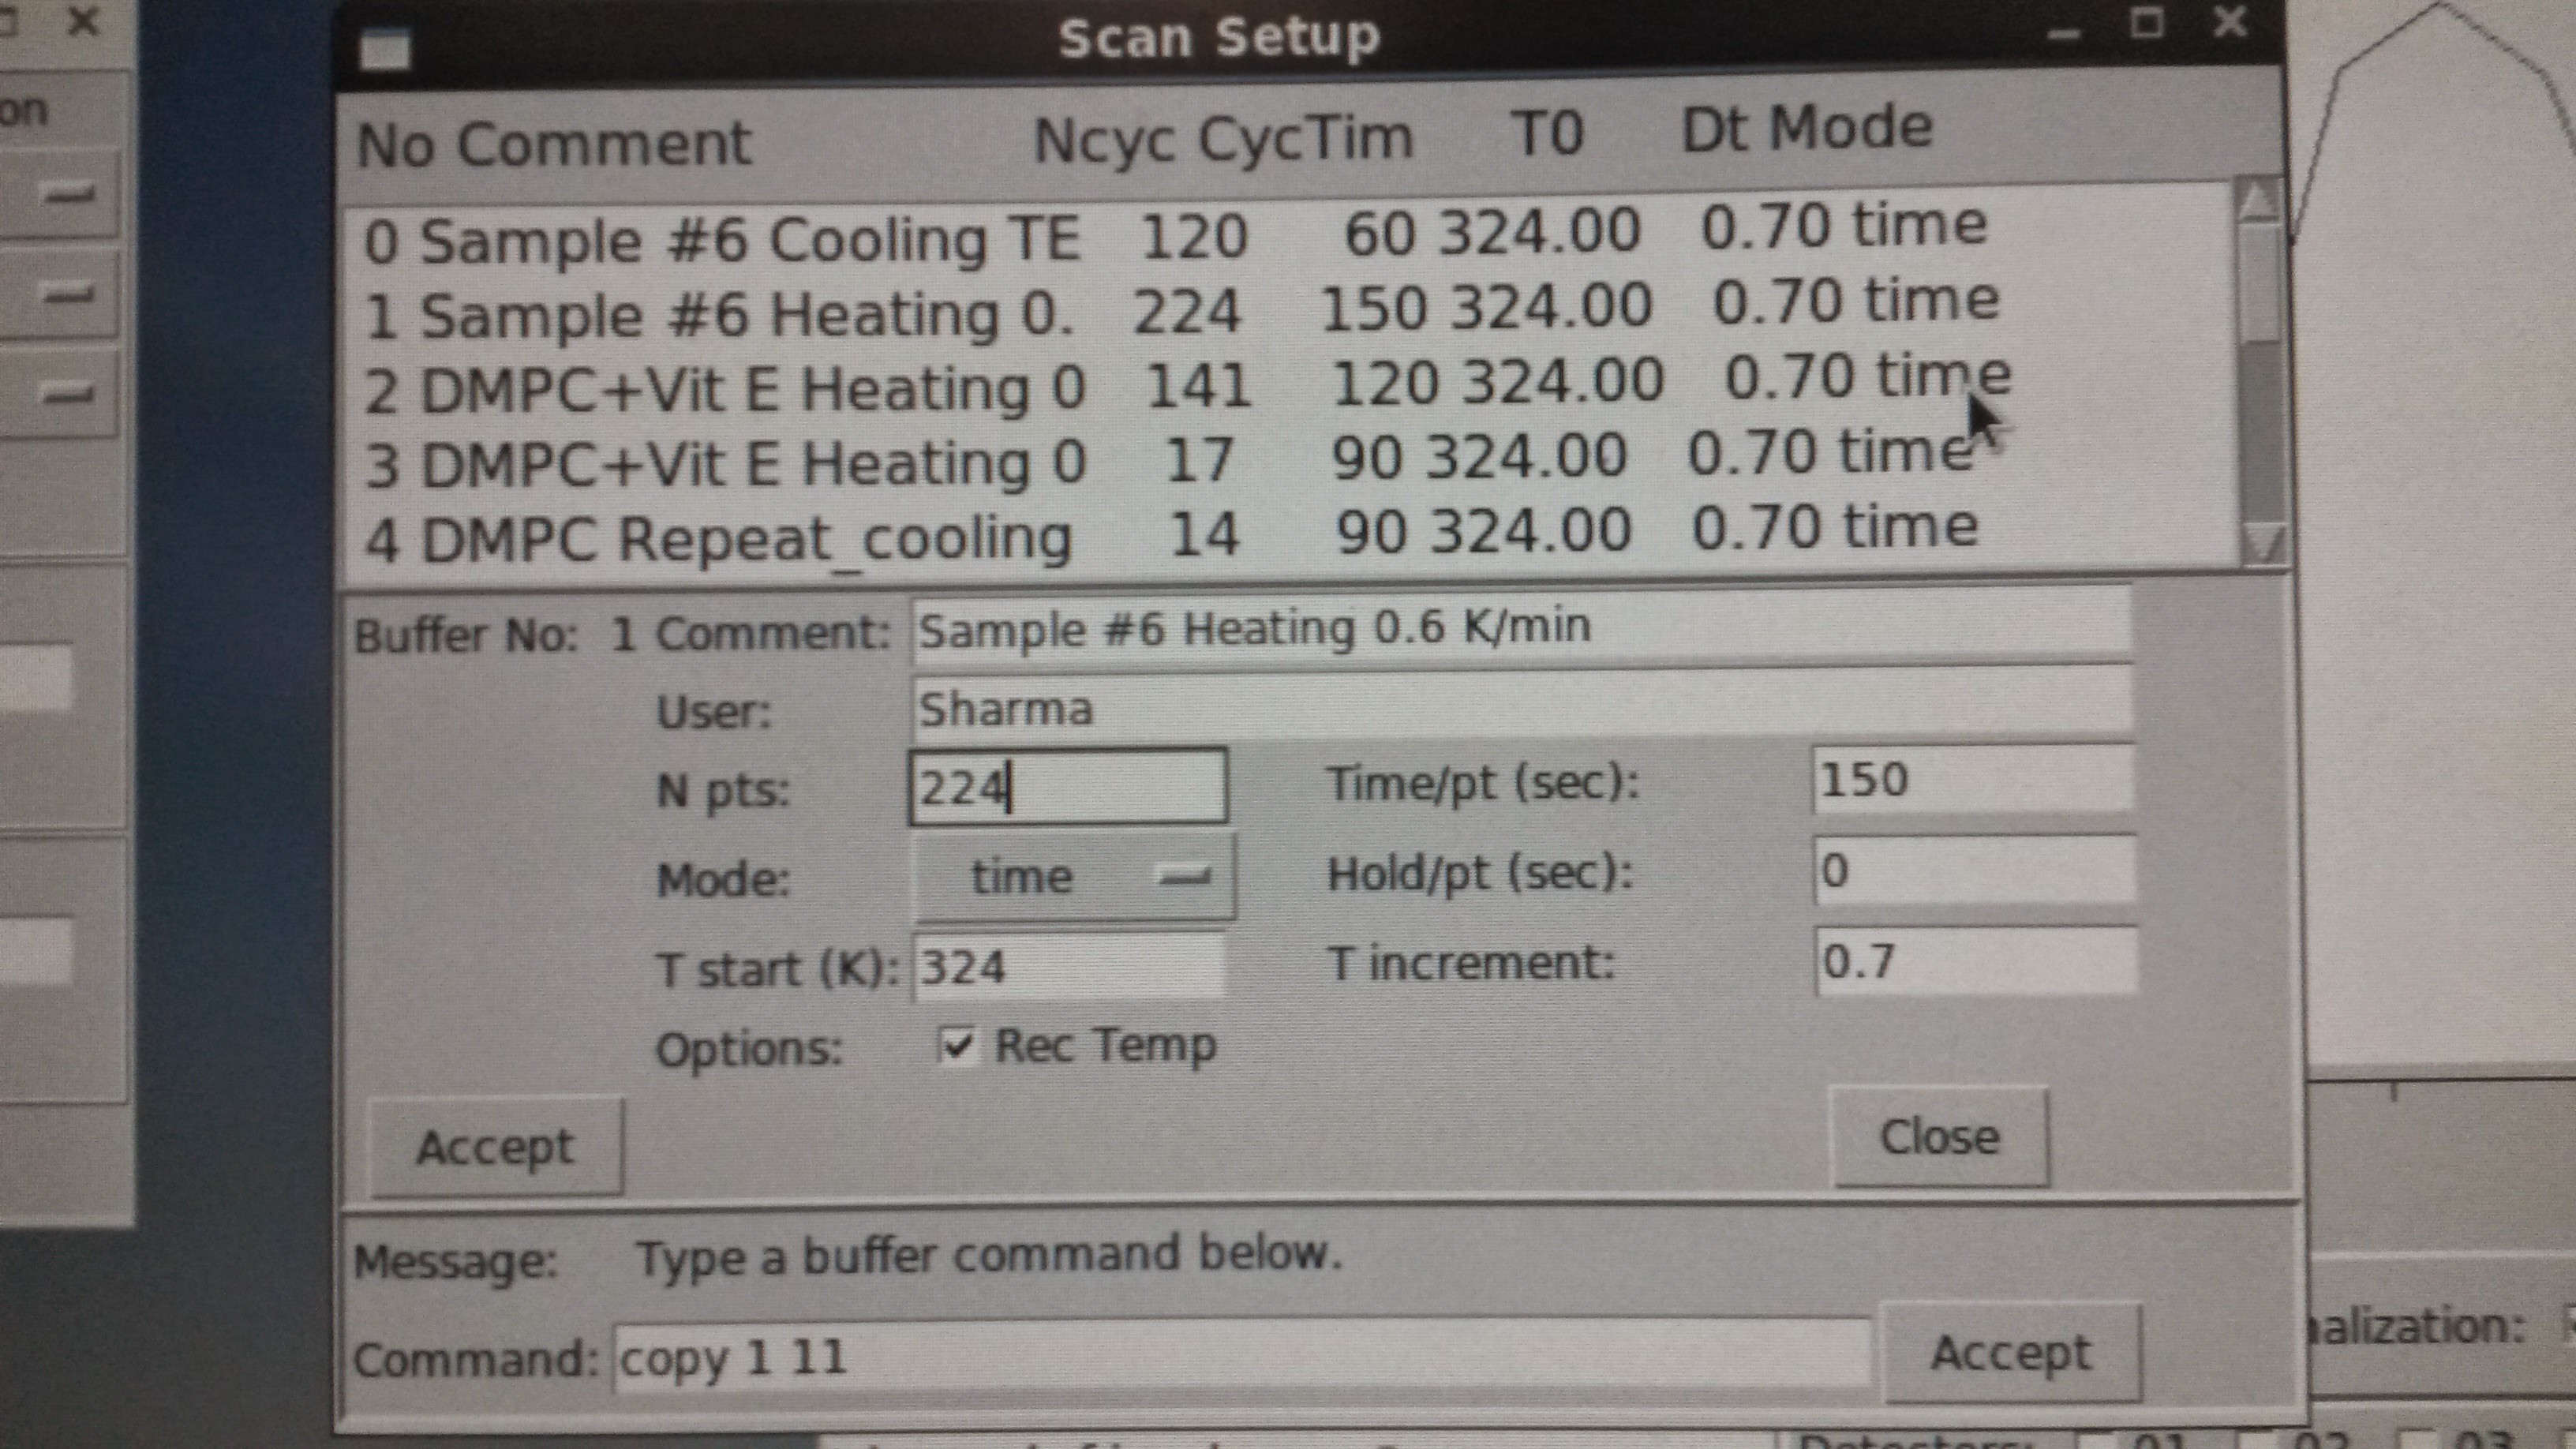 Scan Setup
on
No Comment Ncyc CycTim T0 Dt Mode
0 Sample #6 Cooling TE 120 60 324.00 0.70 time
1 Sample #6 Heating 0. 224 150 324.00 0.70 time
2 DMPC+Vit E Heating 0 141 120 324.00 0.70 time
3 DMPC+Vit E Heating 0 17 90 324.00 0.70 time
4 DMPC Repeat_cooling 14 90 324.00 0.70 time
Buffer No: 1 Comment: Sample #6 Heating 0.6 K/min
User: Sharma
N pts: 224 Time/pt (sec): 150
Mode: time Hold/pt (sec): 0
T start (K): 324 T increment: 0.7
Options: Rec Temp
Accept Close
Message: Type a buffer command below.
alization:
Command: copy 1 11 Accept
Detectors: 01 02 03